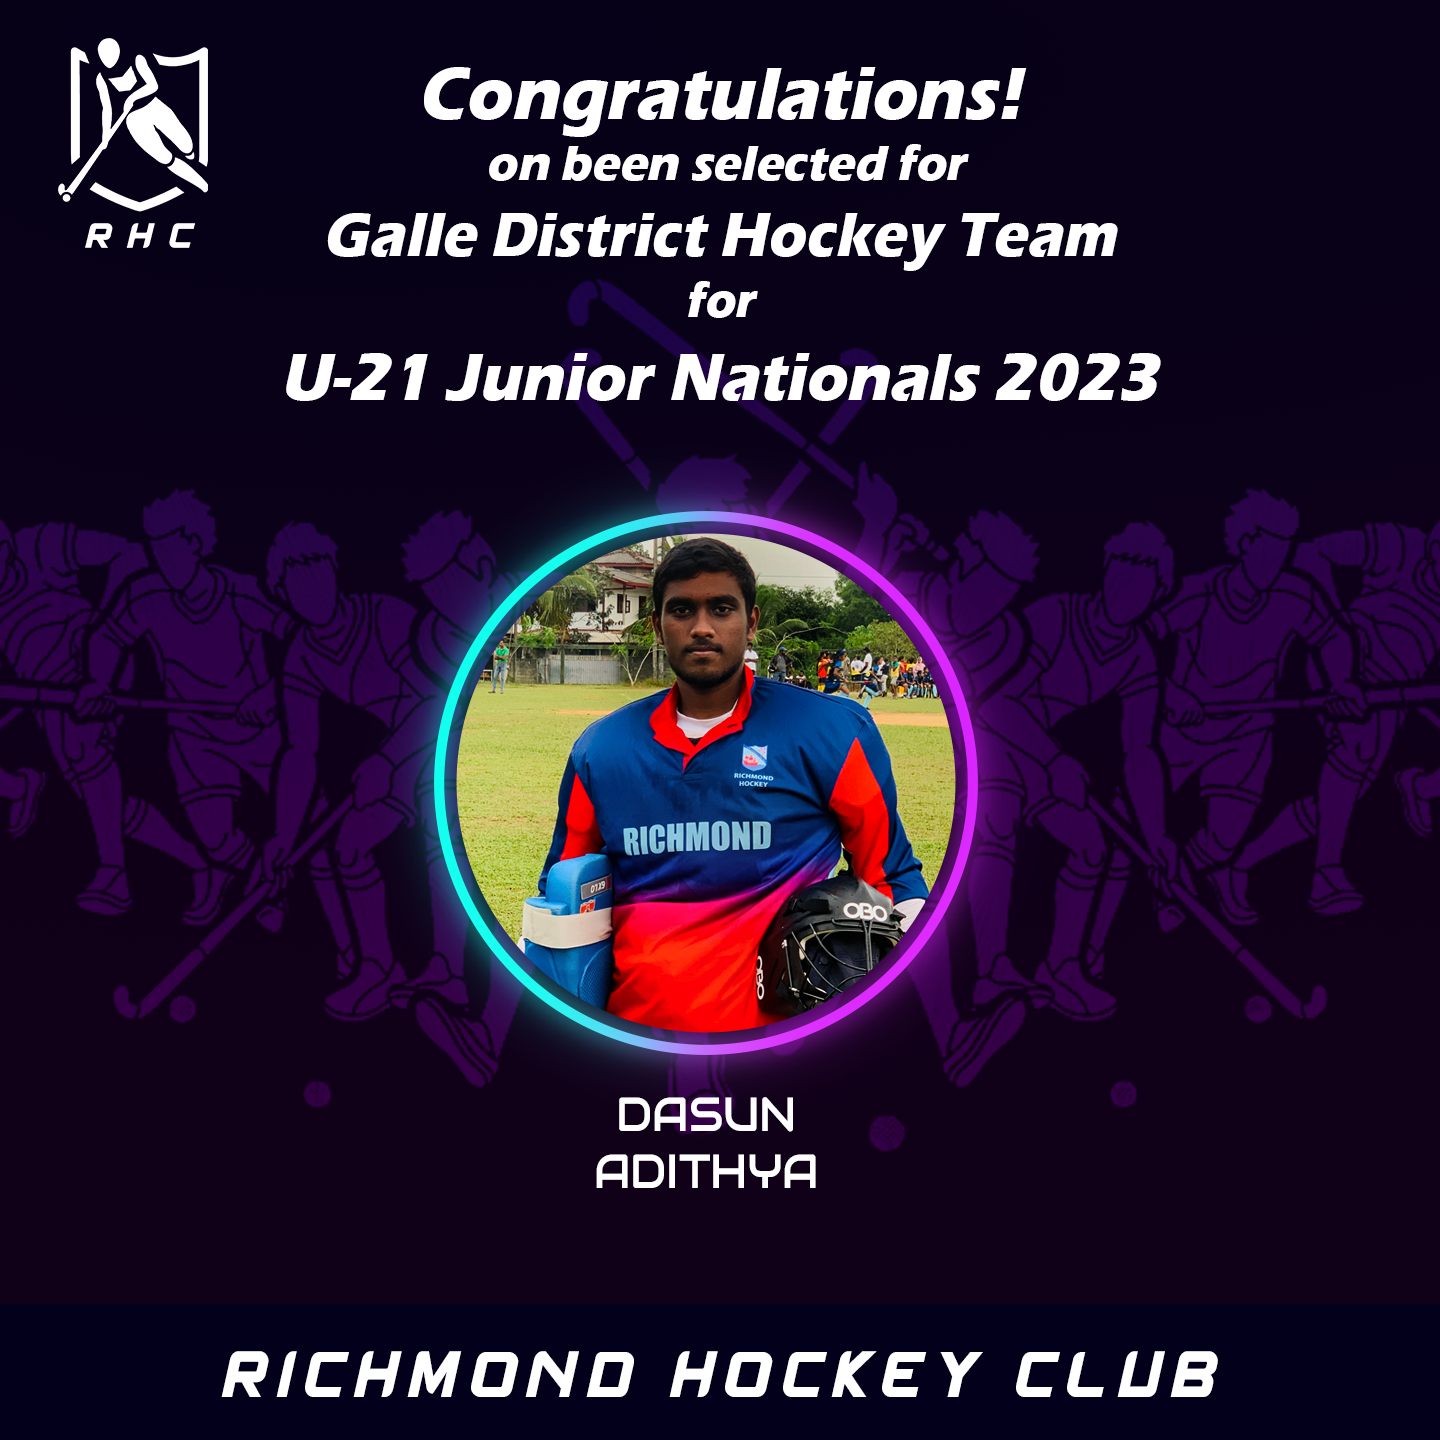 RHC
Congratulations!
on been selected for
Galle District Hockey Team
for
U-21 Junior Nationals 2023
RICHMOND
HOCKEY
RICHMOND
OBO
OBO
DASUN
ADITHYA
RICHMOND HOCKEY CLUB